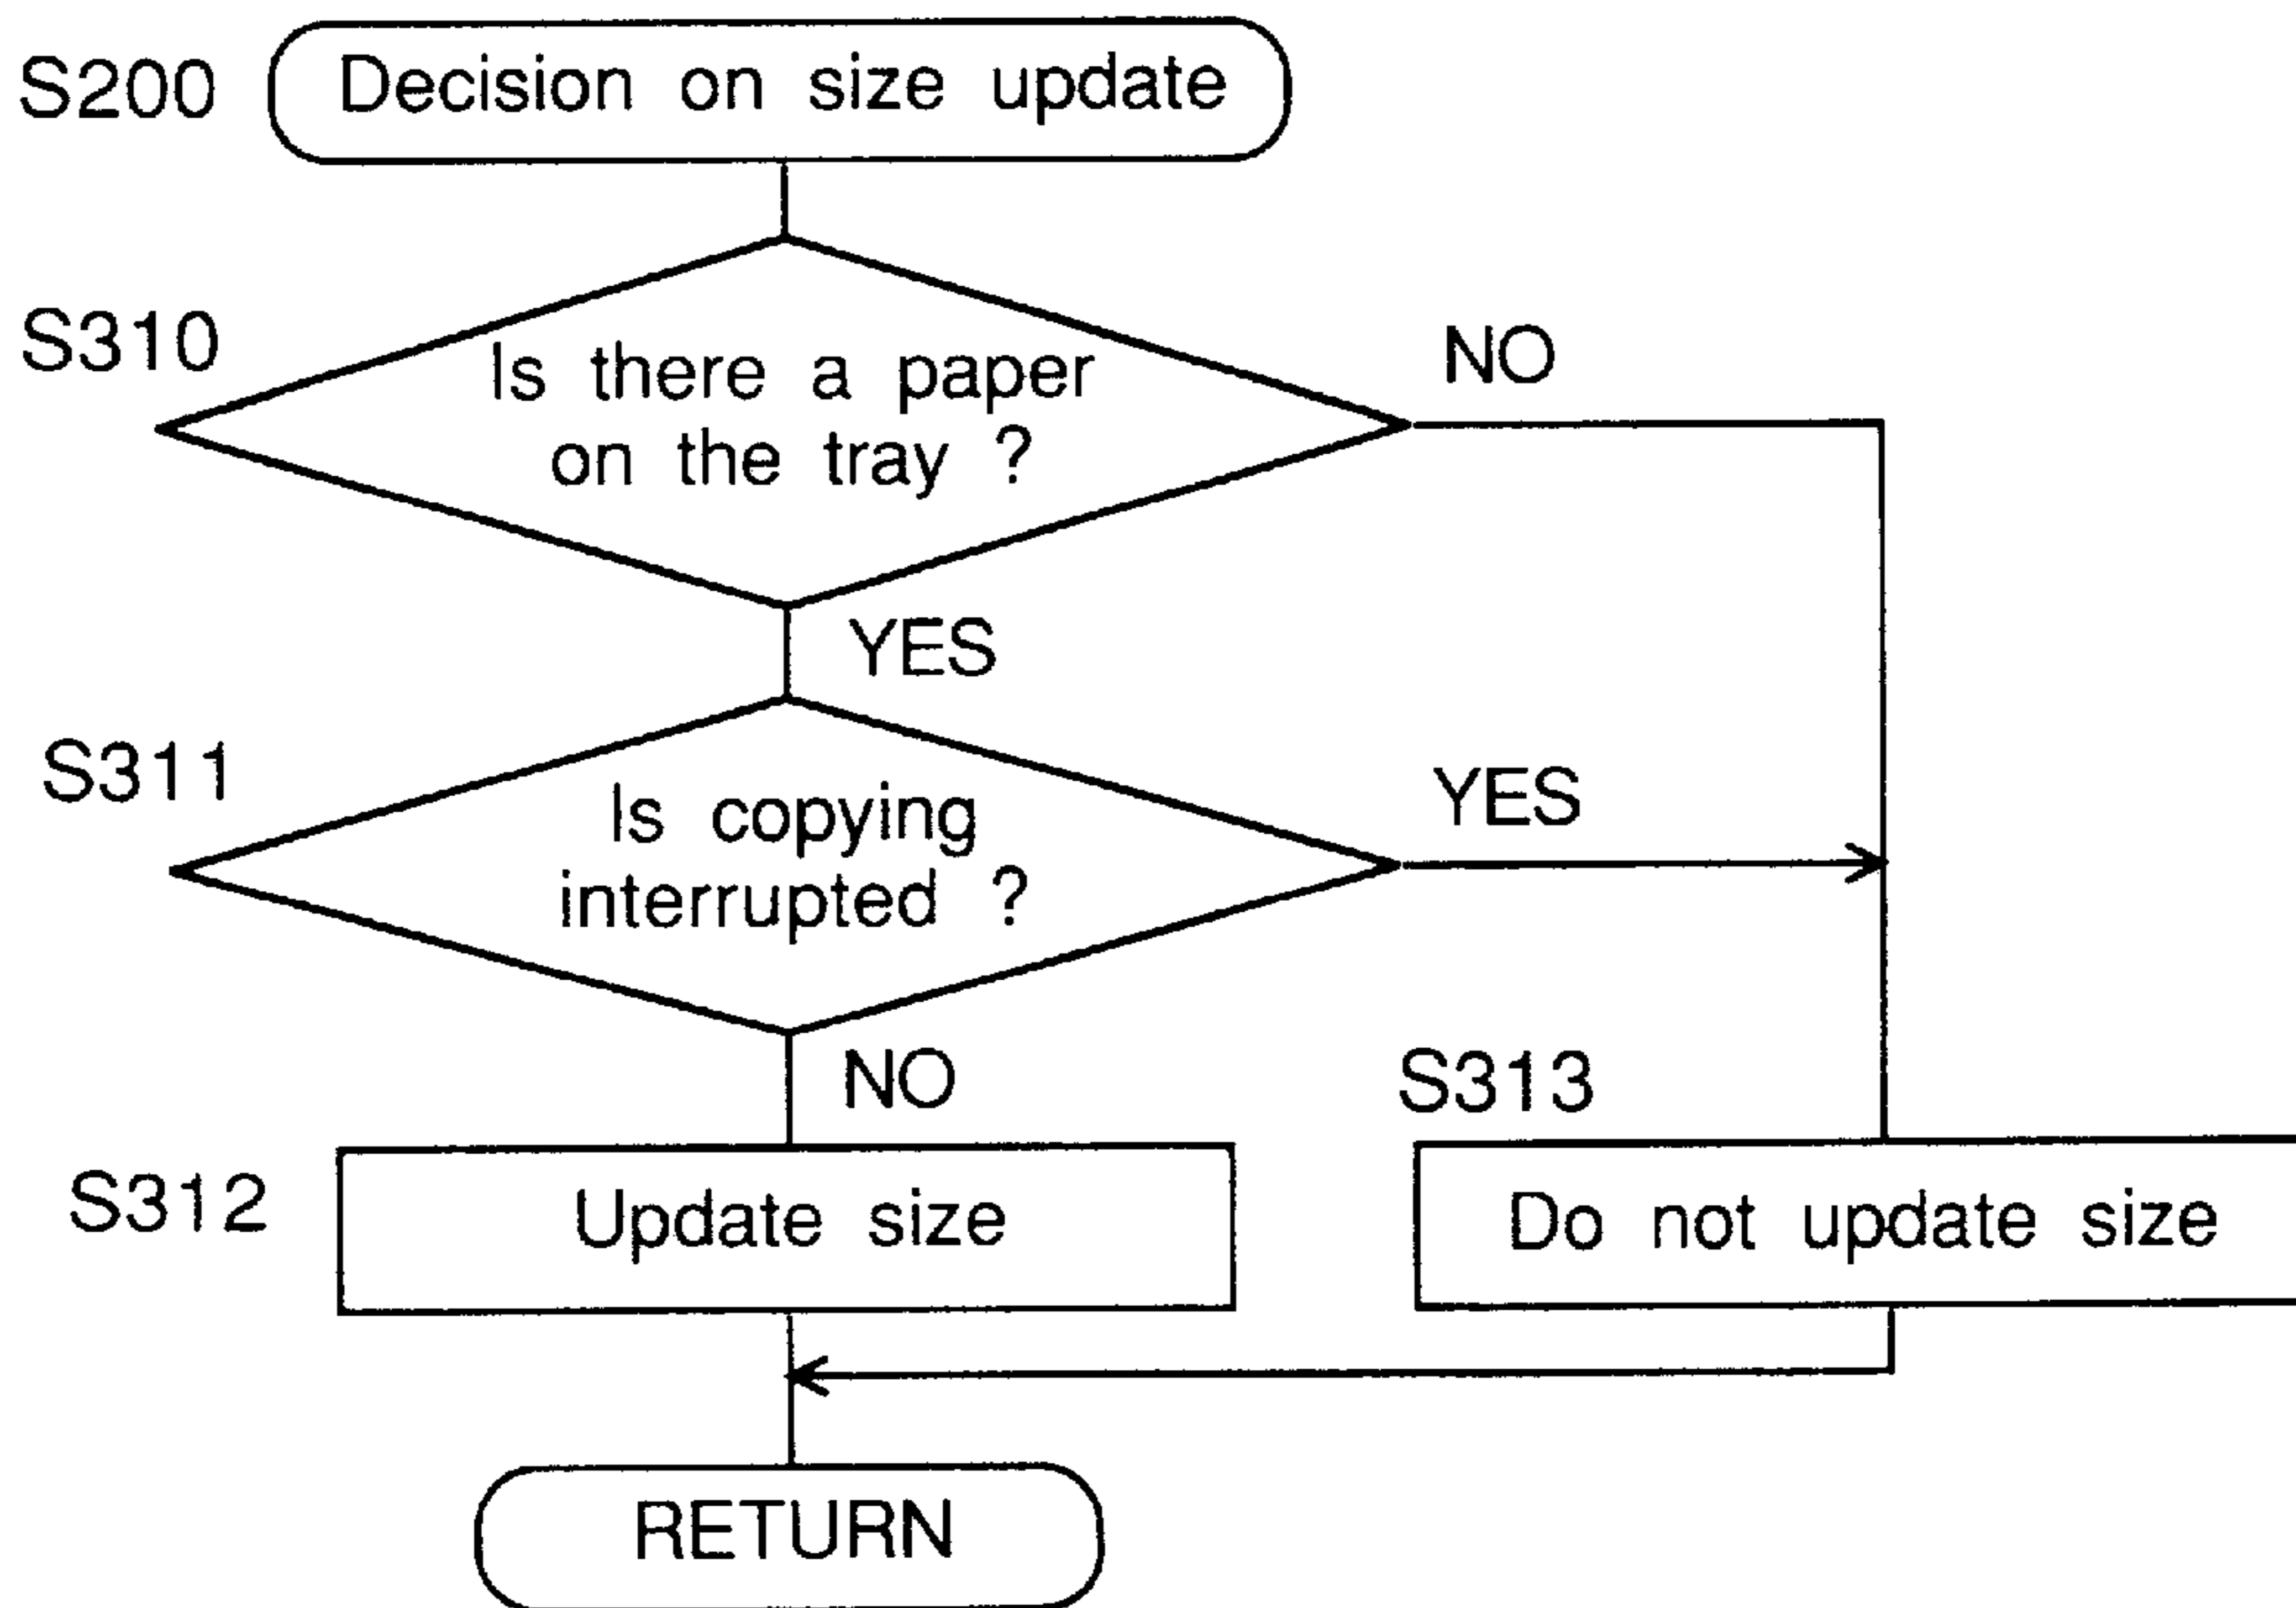 S200
Decision on size update
S310
Is there a paper
on the tray ?
NO
YES
S311
Is copying
interrupted ?
YES
NO
S313
S312
Update size
Do not update size
RETURN